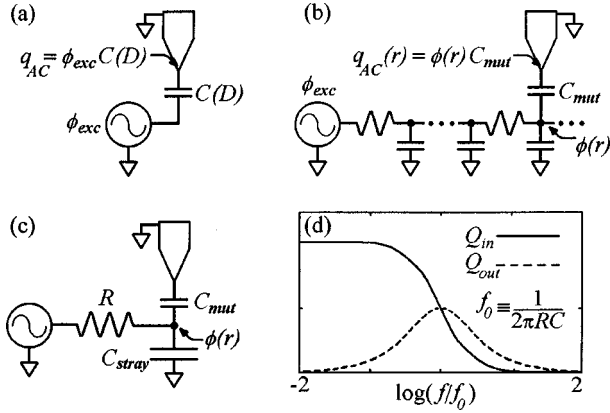 (a)
q_AC = ϕ_exc C(D)
C(D)
ϕ_exc
(b)
q_AC(r) = ϕ(r) C_mut
ϕ_exc
C_mut
ϕ(r)
(c)
R
C_mut
ϕ(r)
C_stray
(d)
Q_in
Q_out
f_0 ≡ 1/2πRC
-2
log(f/f_0)
2